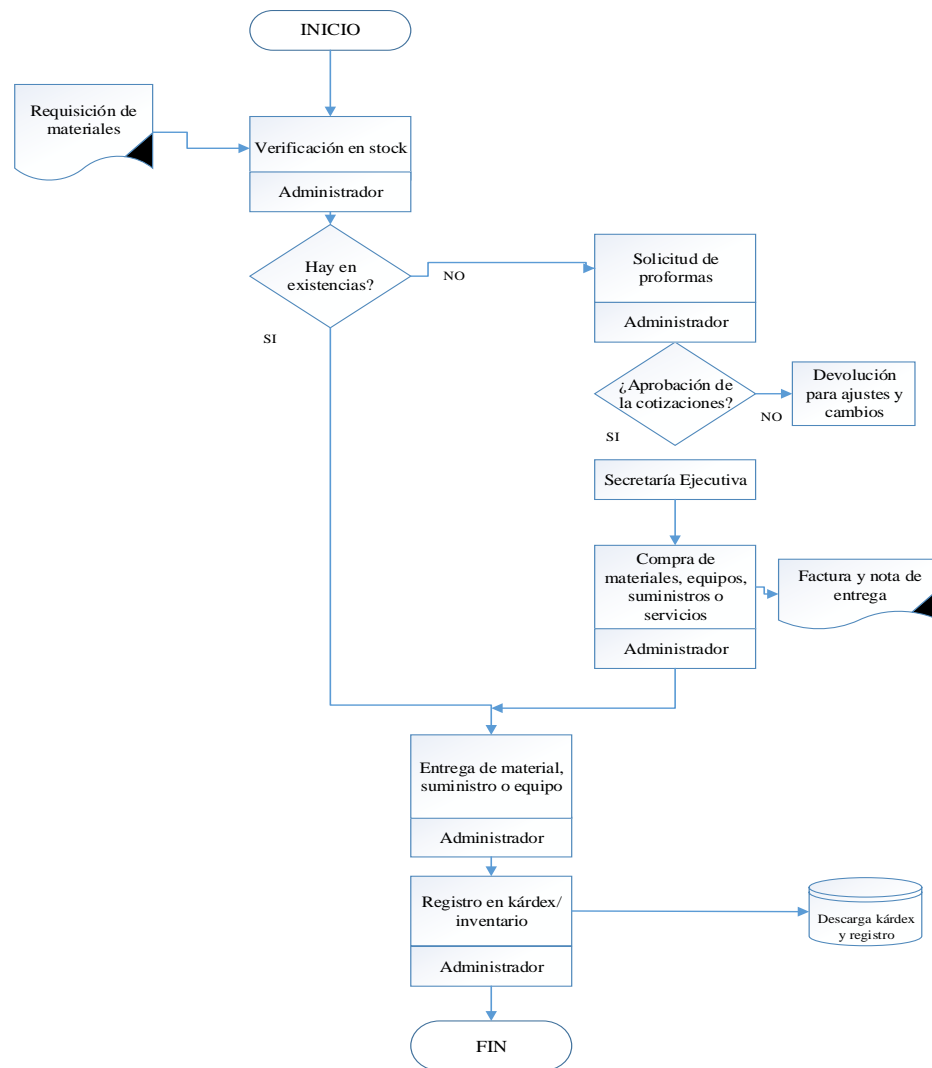 INICIO
Requisición de
materiales
Verificación en stock
Administrador
Hay en
existencias?
NO
SI
Solicitud de
proformas
Administrador
¿Aprobación de
la cotizaciones?
NO
SI
Devolución
para ajustes y
cambios
Secretaría Ejecutiva
Compra de
materiales, equipos,
suministros o
servicios
Administrador
Factura y nota de
entrega
Entrega de material,
suministro o equipo
Administrador
Registro en kárdex/
inventario
Administrador
Descarga kárdex
y registro
FIN